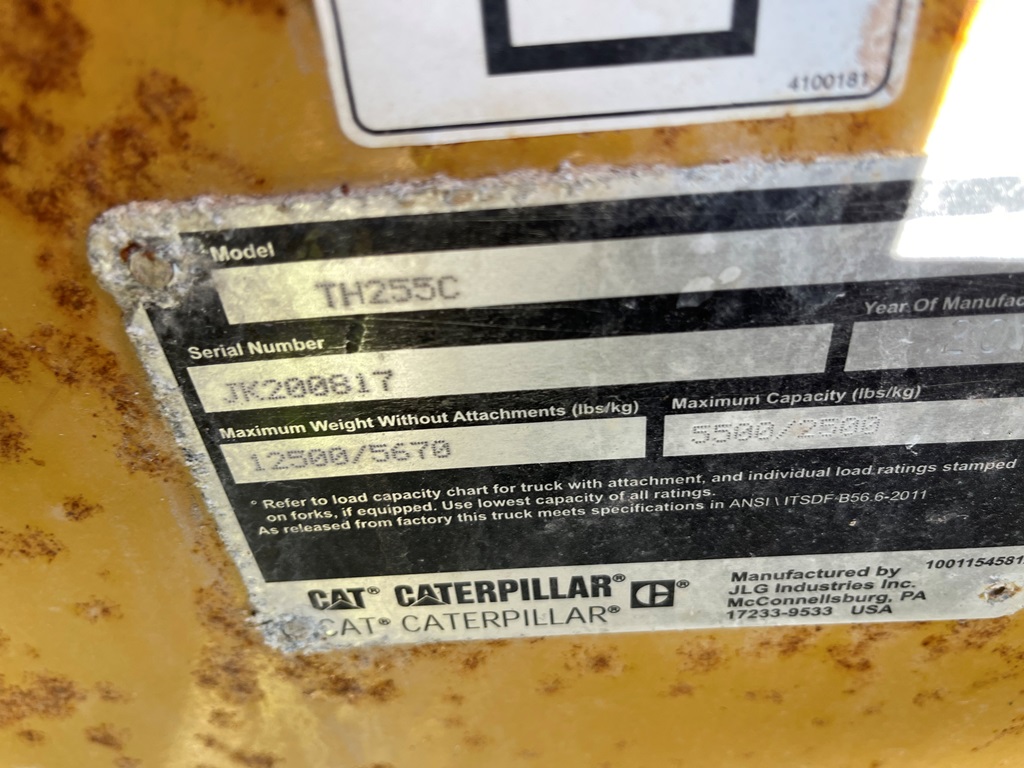 4100181
*Model
TH255C
Serial Number
Year Of
JK200817
Maximum Weight Without Attachments (lbs/kg)
Maximum Capacity (lbs/kg)
12500/5670
5500/2500
* Refer to load capacity chart for truck with attachment, and individual load ratings stamped
on forks, if equipped. Use lowest capacity of all ratings.
As released from factory this truck meets specifications in ANSI \ ITSDF B56.6-2011
CAT® CATERPILLAR® ®
CAT® CATERPILLAR®
Manufactured by
JLG Industries Inc.
McConnellsburg, PA
17233-9533 USA